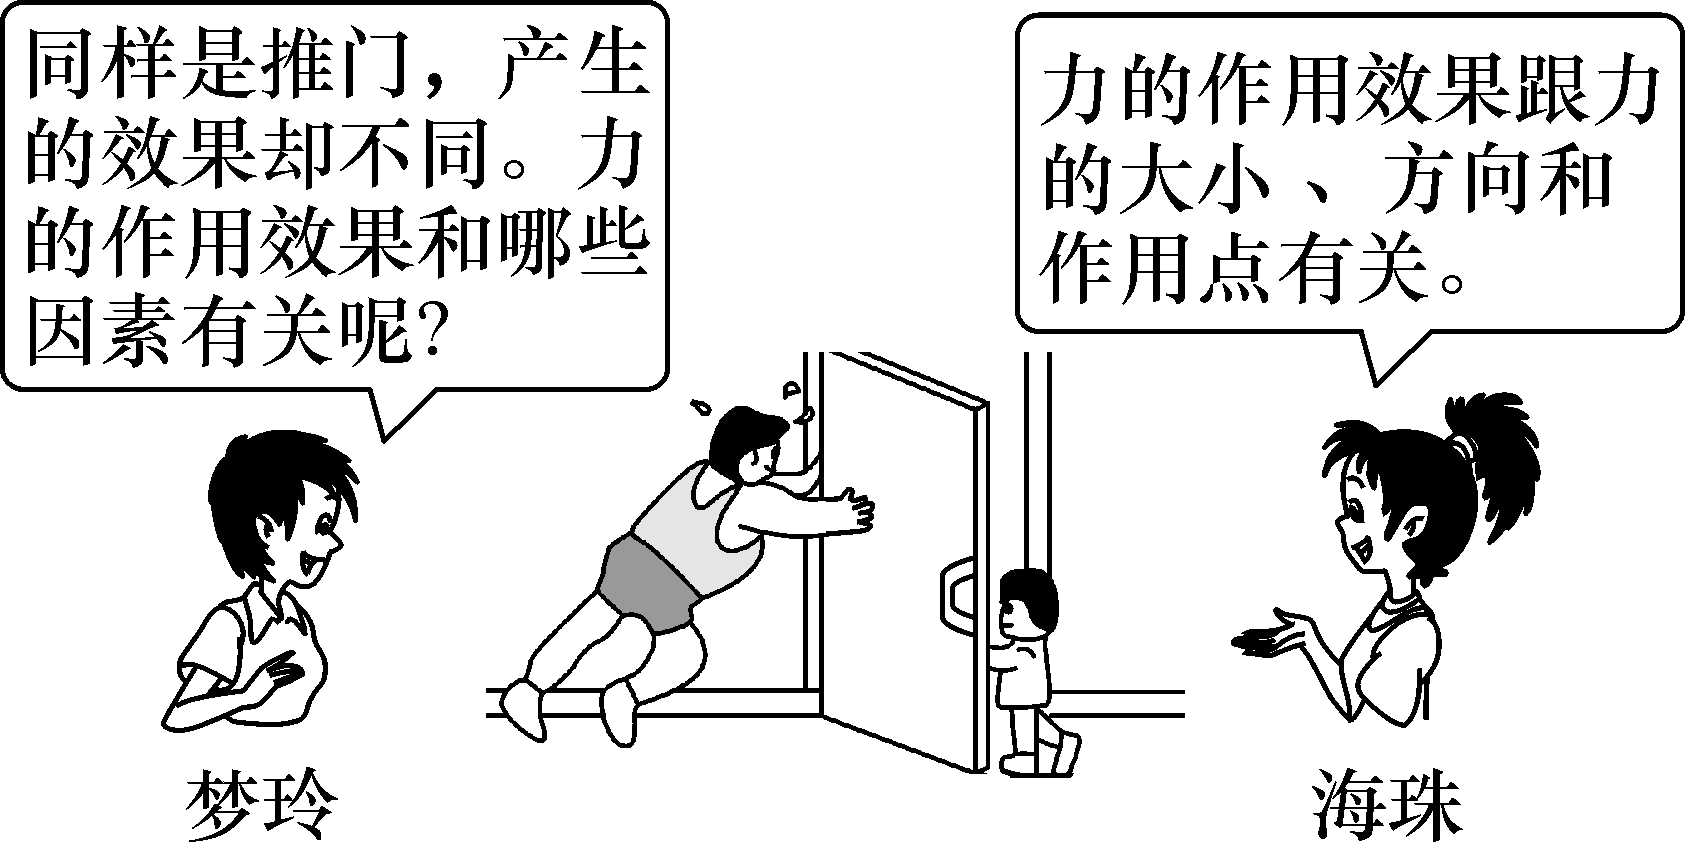 同样是推门，产生
的效果却不同。力
的作用效果和哪些
因素有关呢？
力的作用效果跟力
的大小、方向和
作用点有关。
梦玲
海珠